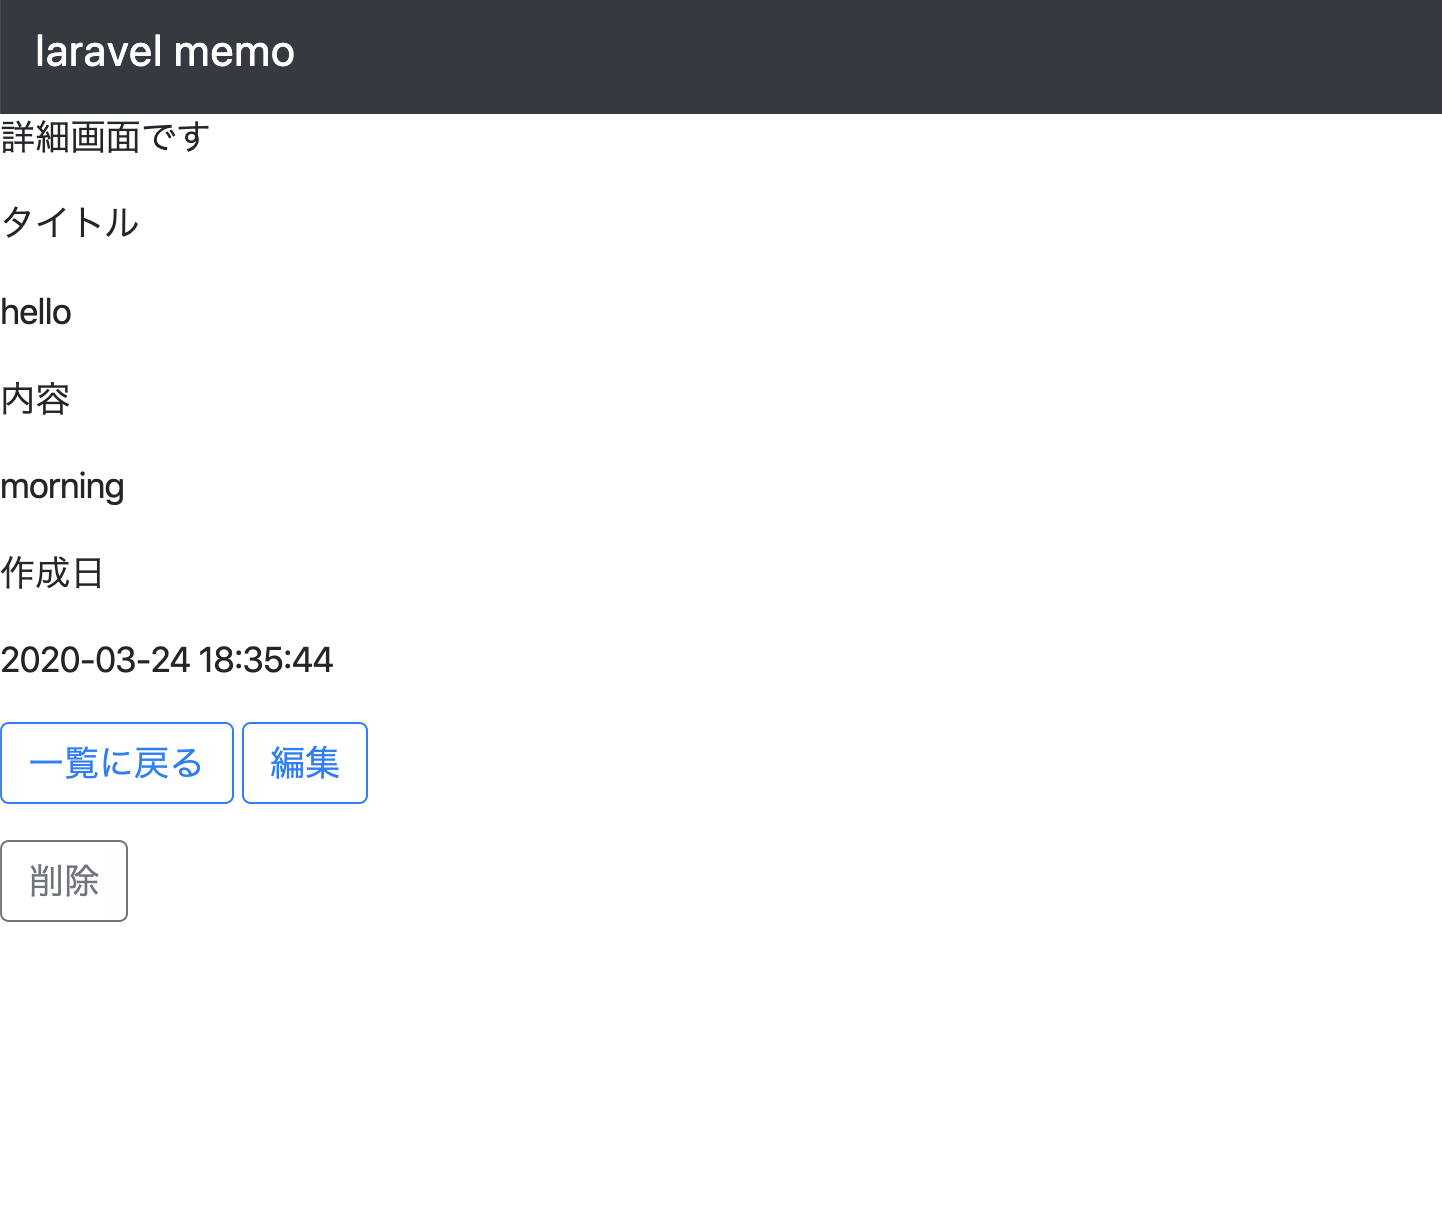 laravel memo
詳細画面です
タイトル
hello
内容
morning
作成日
2020-03-24 18:35:44
一覧に戻る 編集
削除